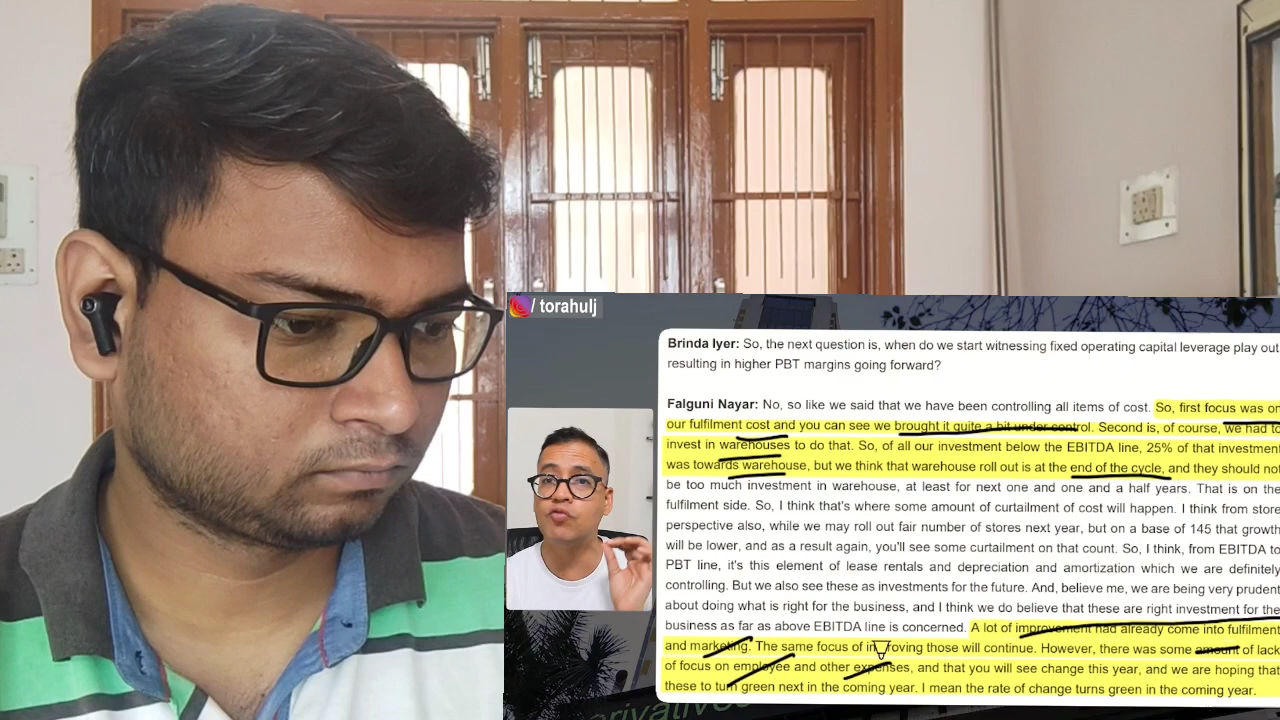 / torahulj
Brinda Iyer: So, the next question is, when do we start witnessing fixed operating capital leverage play out
resulting in higher PBT margins going forward?
Falguni Nayar: No, so like we said that we have been controlling all items of cost. So, first focus was on
our fulfilment cost and you can see we brought it quite a bit under control. Second is, of course, we had to
invest in warehouses to do that. So, of all our investment below the EBITDA line, 25% of that investment
was towards warehouse, but we think that warehouse roll out is at the end of the cycle, and they should not
be too much investment in warehouse, at least for next one and one and a half years. That is on the
fulfilment side. So, I think that's where some amount of curtailment of cost will happen. I think from store
perspective also, while we may roll out fair number of stores next year, but on a base of 145 that growth
will be lower, and as a result again, you'll see some curtailment on that count. So, I think, from EBITDA to
PBT line, it's this element of lease rentals and depreciation and amortization which we are definitely
controlling. But we also see these as investments for the future. And, believe me, we are being very prudent
about doing what is right for the business, and I think we do believe that these are right investment for the
business as far as above EBITDA line is concerned. A lot of improvement had already come into fulfilment
and marketing. The same focus of improving those will continue. However, there was some amount of lack
of focus on employee and other expenses, and that you will see change this year, and we are hoping that
these to turn green next in the coming year. I mean the rate of change turns green in the coming year.